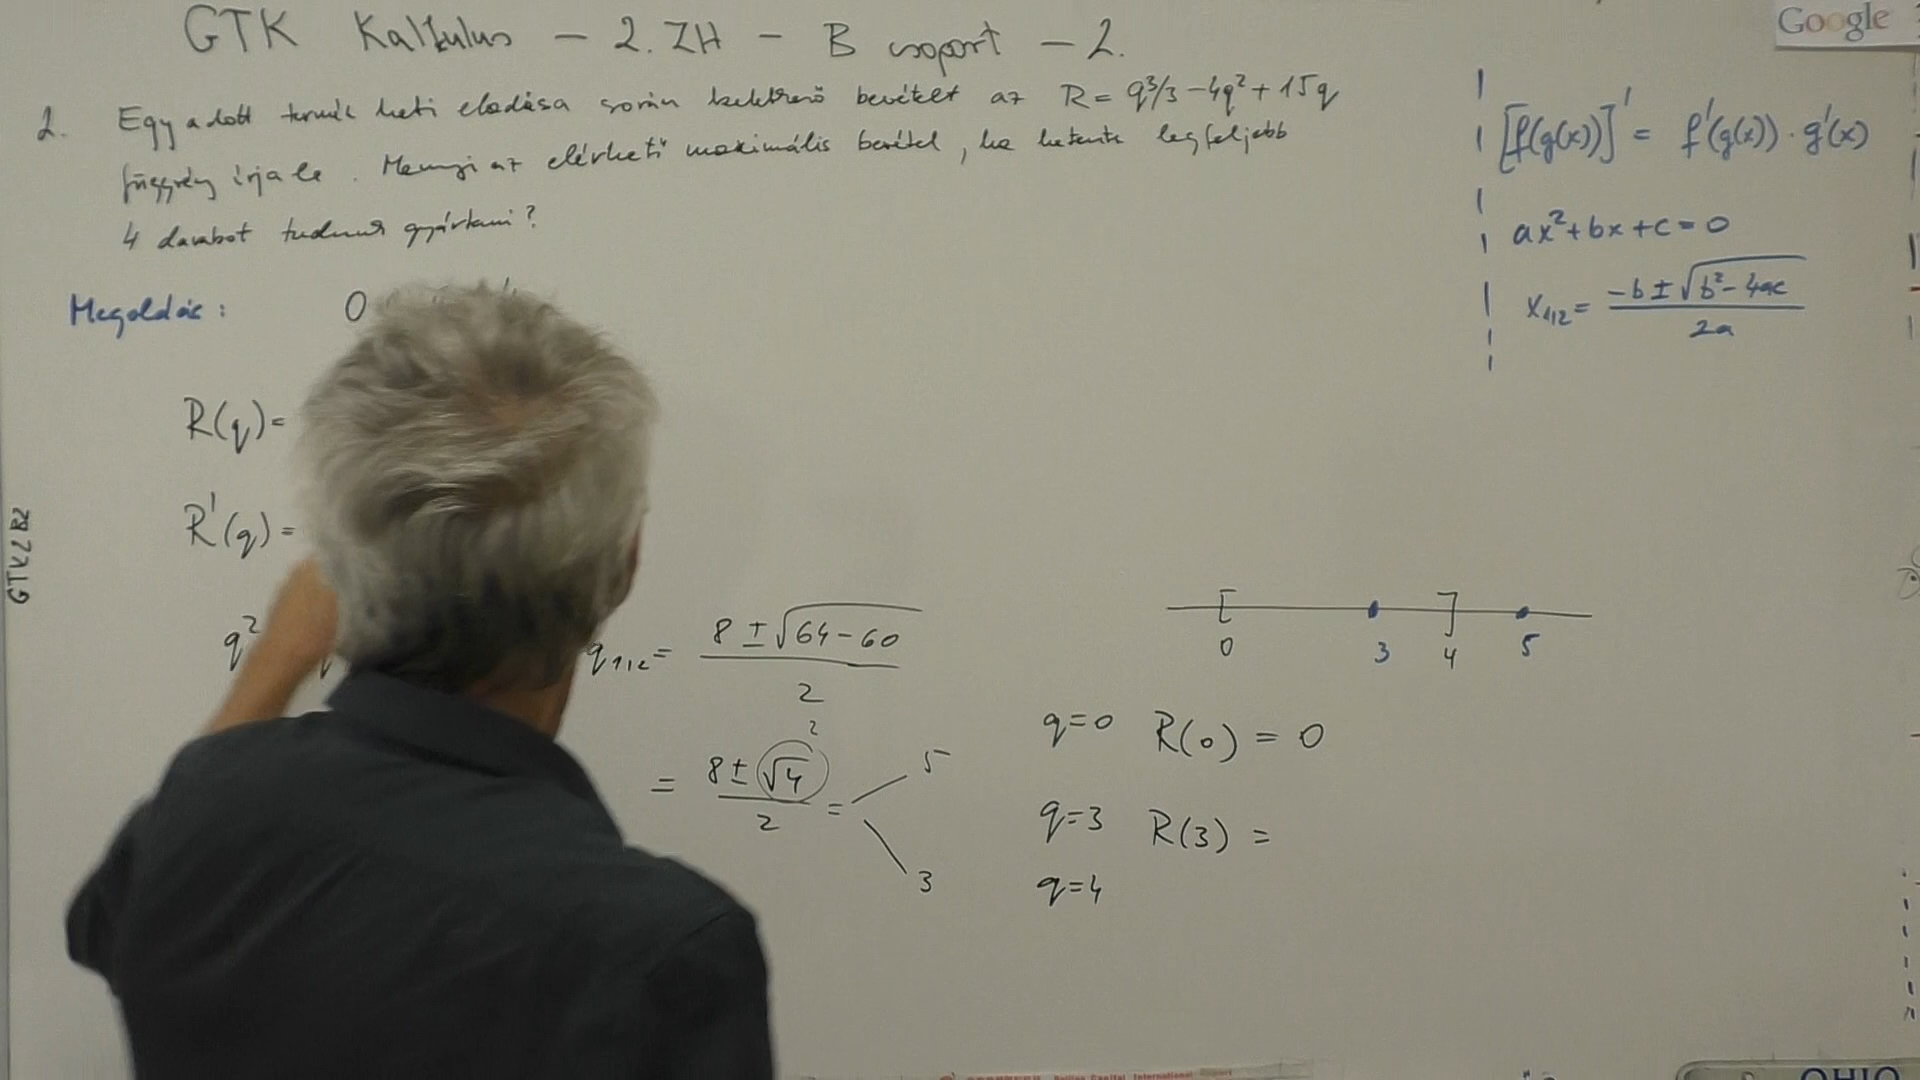 GTK Kalkulus - 2. ZH - B csoport - 2.
Google
2. Egy adott termék heti eladása során keletkező bevételt az R = q³/3 - 4q² + 15q
függvény írja le. Mennyi az elérhető maximális bevétel, ha hetente legfeljebb
4 darabot tudunk gyártani?
[f(g(x))]' = f'(g(x)) · g'(x)
ax² + bx + c = 0
x₁,₂ = (-b ± √(b² - 4ac)) / 2a
Megoldás: 0
R(q) =
R'(q) =
q²
q₁,₂ = (8 ± √(64 - 60)) / 2
= (8 ± √4) / 2 =
2
5
3
0 3 4 5
q=0 R(0) = 0
q=3 R(3) =
q=4
OHIO